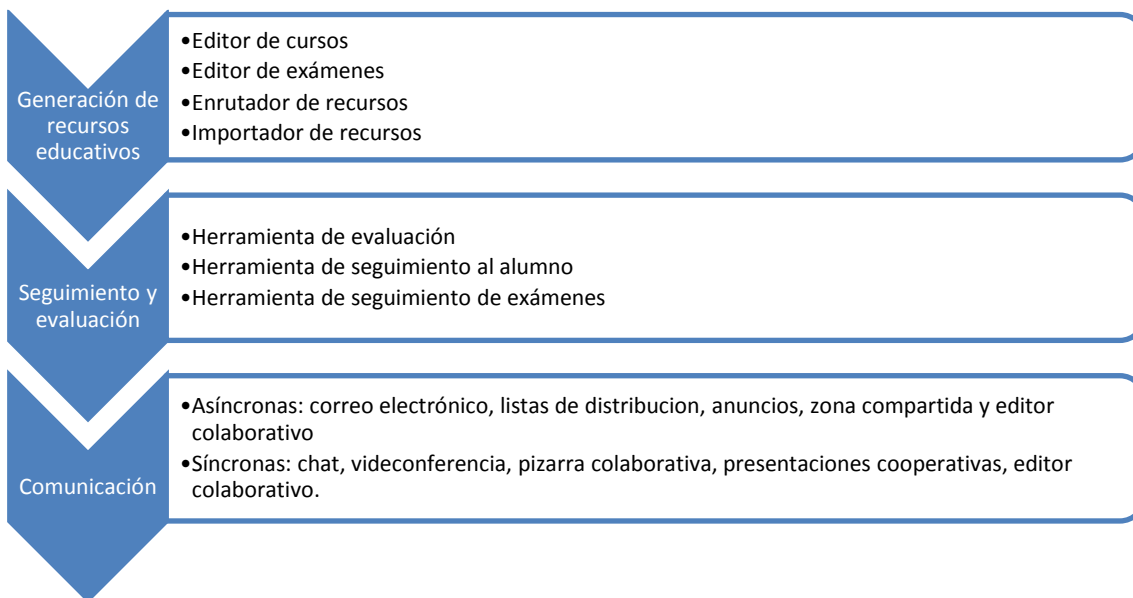 Generación de
recursos
educativos
•Editor de cursos
•Editor de exámenes
•Enrutador de recursos
•Importador de recursos
Seguimiento y
evaluación
•Herramienta de evaluación
•Herramienta de seguimiento al alumno
•Herramienta de seguimiento de exámenes
Comunicación
•Asíncronas: correo electrónico, listas de distribucion, anuncios, zona compartida y editor
colaborativo
•Síncronas: chat, videconferencia, pizarra colaborativa, presentaciones cooperativas, editor
colaborativo.